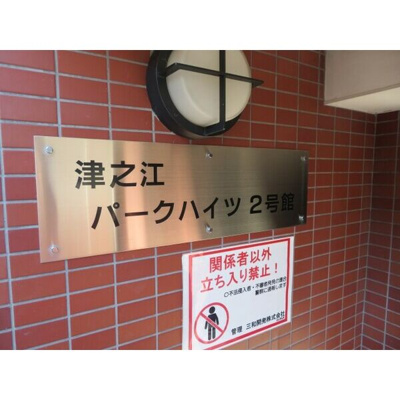 津之江
パークハイツ 2号館
関係者以外
立ち入り禁止！
管理 三和開発株式会社